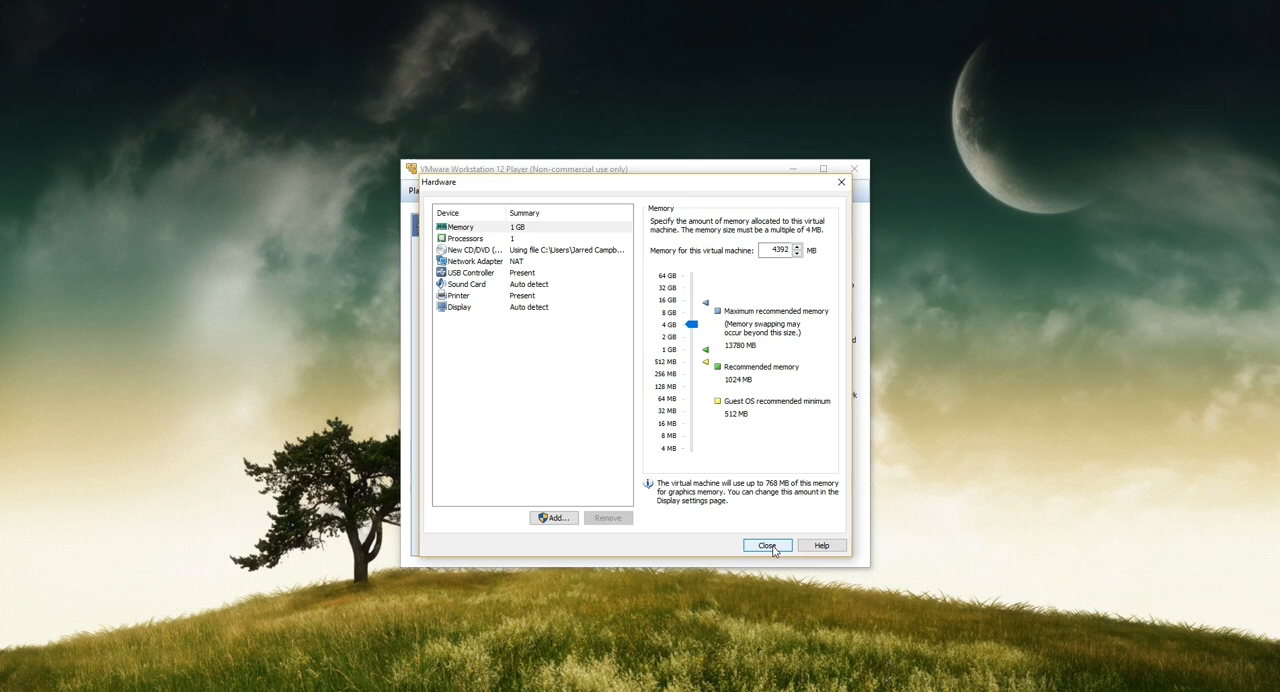 VMware Workstation 12 Player (Non-commercial use only)
Pla
Hardware
Device Summary
Memory 1 GB
Processors 1
New CD/DVD (... Using file C:\Users\Jarred Campb...
Network Adapter NAT
USB Controller Present
Sound Card Auto detect
Printer Present
Display Auto detect
Add... Remove
Memory
Specify the amount of memory allocated to this virtual
machine. The memory size must be a multiple of 4 MB.
Memory for this virtual machine: 4392 MB
64 GB
32 GB
16 GB
8 GB
4 GB
2 GB
1 GB
512 MB
256 MB
128 MB
64 MB
32 MB
16 MB
8 MB
4 MB
Maximum recommended memory
(Memory swapping may
occur beyond this size.)
13780 MB
Recommended memory
1024 MB
Guest OS recommended minimum
512 MB
The virtual machine will use up to 768 MB of this memory
for graphics memory. You can change this amount in the
Display settings page.
Close Help